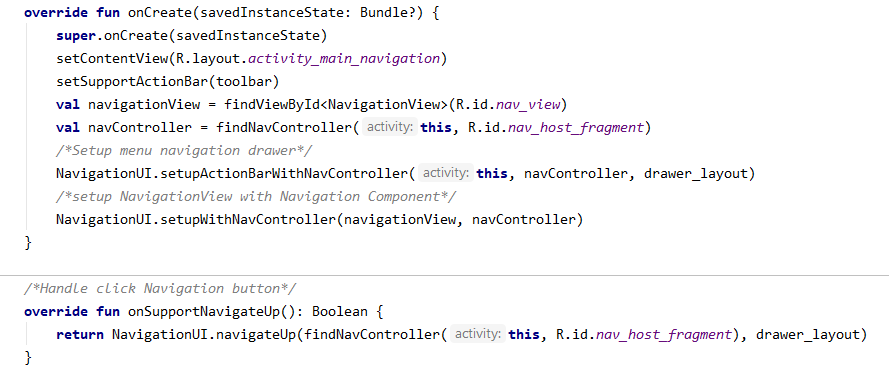 override fun onCreate(savedInstanceState: Bundle?) {
super.onCreate(savedInstanceState)
setContentView(R.layout.activity_main_navigation)
setSupportActionBar(toolbar)
val navigationView = findViewById<NavigationView>(R.id.nav_view)
val navController = findNavController( activity: this, R.id.nav_host_fragment)
/*Setup menu navigation drawer*/
NavigationUI.setupActionBarWithNavController( activity: this, navController, drawer_layout)
/*setup NavigationView with Navigation Component*/
NavigationUI.setupWithNavController(navigationView, navController)
}
/*Handle click Navigation button*/
override fun onSupportNavigateUp(): Boolean {
return NavigationUI.navigateUp(findNavController( activity: this, R.id.nav_host_fragment), drawer_layout)
}